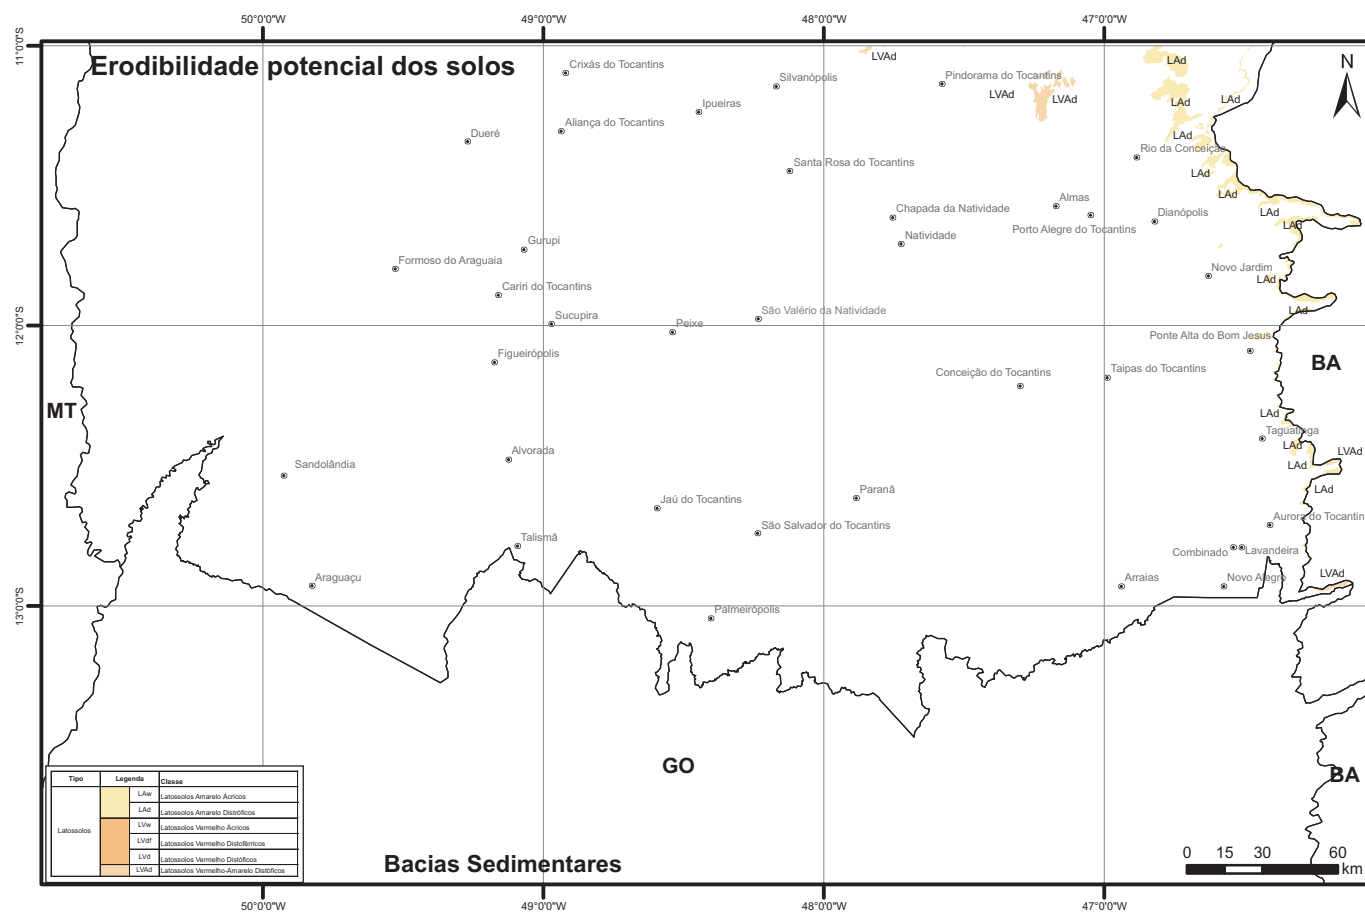 50°0'0"W
49°0'0"W
48°0'0"W
47°0'0"W
11°0'0"S
12°0'0"S
13°0'0"S
Erodibilidade potencial dos solos
N
Crixás do Tocantins
Silvanópolis
LVAd
Pindorama do Tocantins
LVAd
LVAd
LAd
LAd
LAd
LAd
Ipueiras
Aliança do Tocantins
Dueré
Rio da Conceição
Santa Rosa do Tocantins
LAd
LAd
LAd
LAd
Almas
Chapada da Natividade
Dianópolis
Porto Alegre do Tocantins
Natividade
Gurupi
Formoso do Araguaia
Novo Jardim
LAd
Cariri do Tocantins
São Valério da Natividade
LAd
Sucupira
Peixe
Ponte Alta do Bom Jesus
Figueirópolis
BA
Conceição do Tocantins
Taipas do Tocantins
MT
LAd
Taguatinga
LAd
LVAd
Alvorada
LAd
Sandolândia
Paranã
LAd
Jaú do Tocantins
São Salvador do Tocantins
Aurora do Tocantin
Talismã
Combinado
Lavandeira
Araguaçu
Arraias
Novo Alegre
LVAd
Palmeirópolis
GO
BA
Tipo Legenda Classe
Latossolos
LAw Latossolos Amarelo Ácricos
LAd Latossolos Amarelo Distróficos
LVw Latossolos Vermelho Ácricos
LVdf Latossolos Vermelho Distoférricos
LVd Latossolos Vermelho Distóficos
LVAd Latossolos Vermelho-Amarelo Distóficos
Bacias Sedimentares
0 15 30 60
km
50°0'0"W
49°0'0"W
48°0'0"W
47°0'0"W